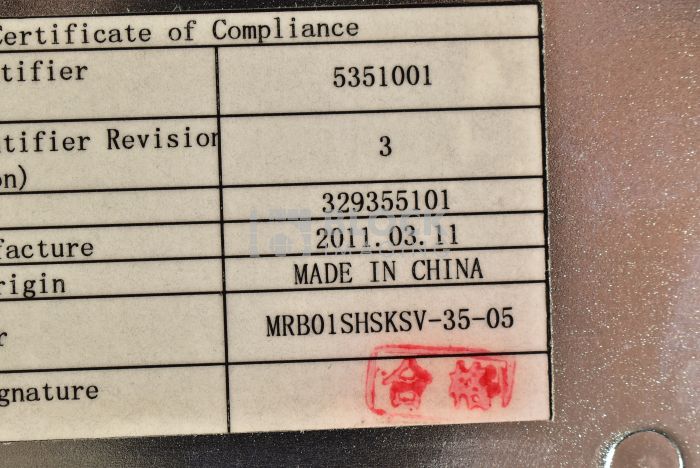 Certificate of Compliance
tifier 5351001
ntifier Revision
on) 3
329355101
facture 2011.03.11
rigin MADE IN CHINA
r MRB01SHSKSV-35-05
gnature